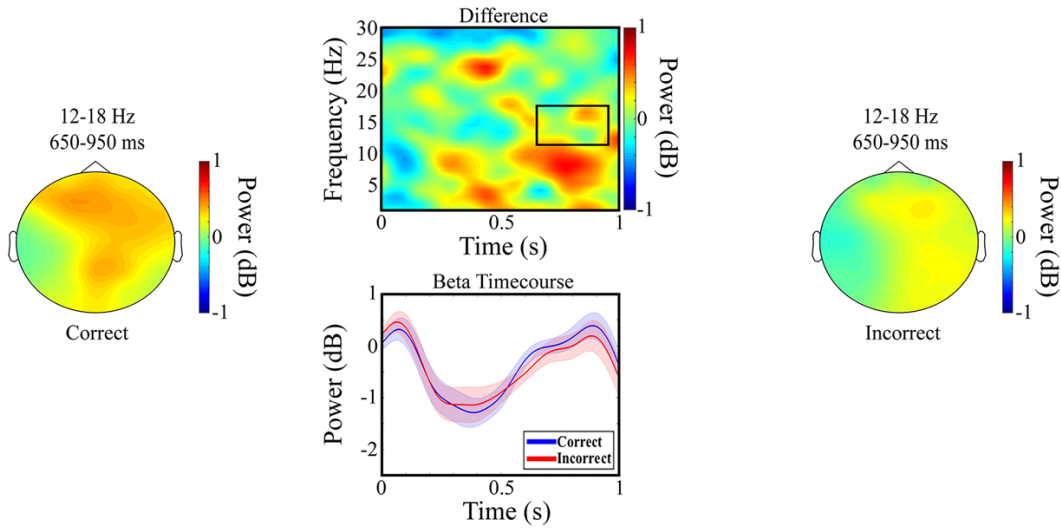 12-18 Hz
650-950 ms
1
0
-1
Power (dB)
Correct
Difference
30
25
20
15
10
5
Frequency (Hz)
0
0.5
1
Time (s)
1
0
-1
Power (dB)
Beta Timecourse
1
0
-1
-2
Power (dB)
0
0.5
1
Time (s)
Correct
Incorrect
12-18 Hz
650-950 ms
1
0
-1
Power (dB)
Incorrect